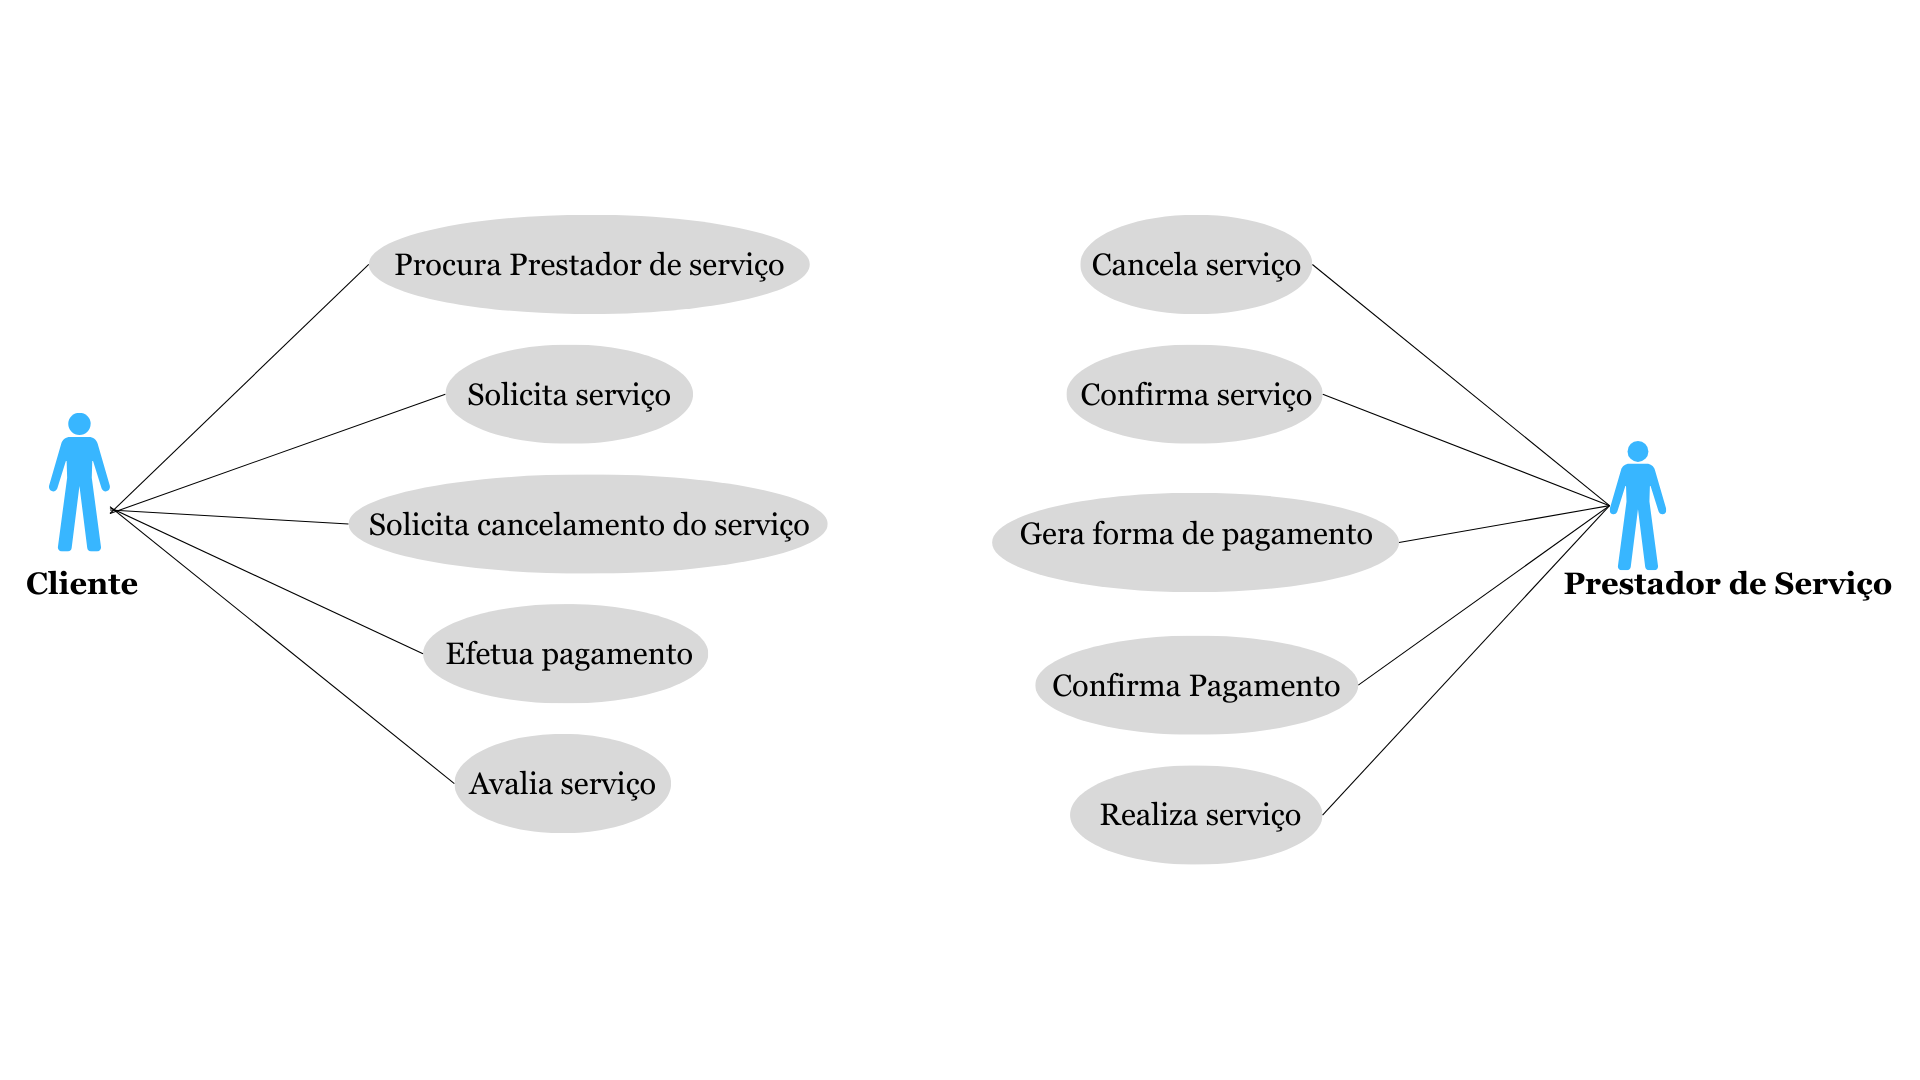 Procura Prestador de serviço
Solicita serviço
Solicita cancelamento do serviço
Efetua pagamento
Avalia serviço
Cliente
Cancela serviço
Confirma serviço
Gera forma de pagamento
Confirma Pagamento
Realiza serviço
Prestador de Serviço